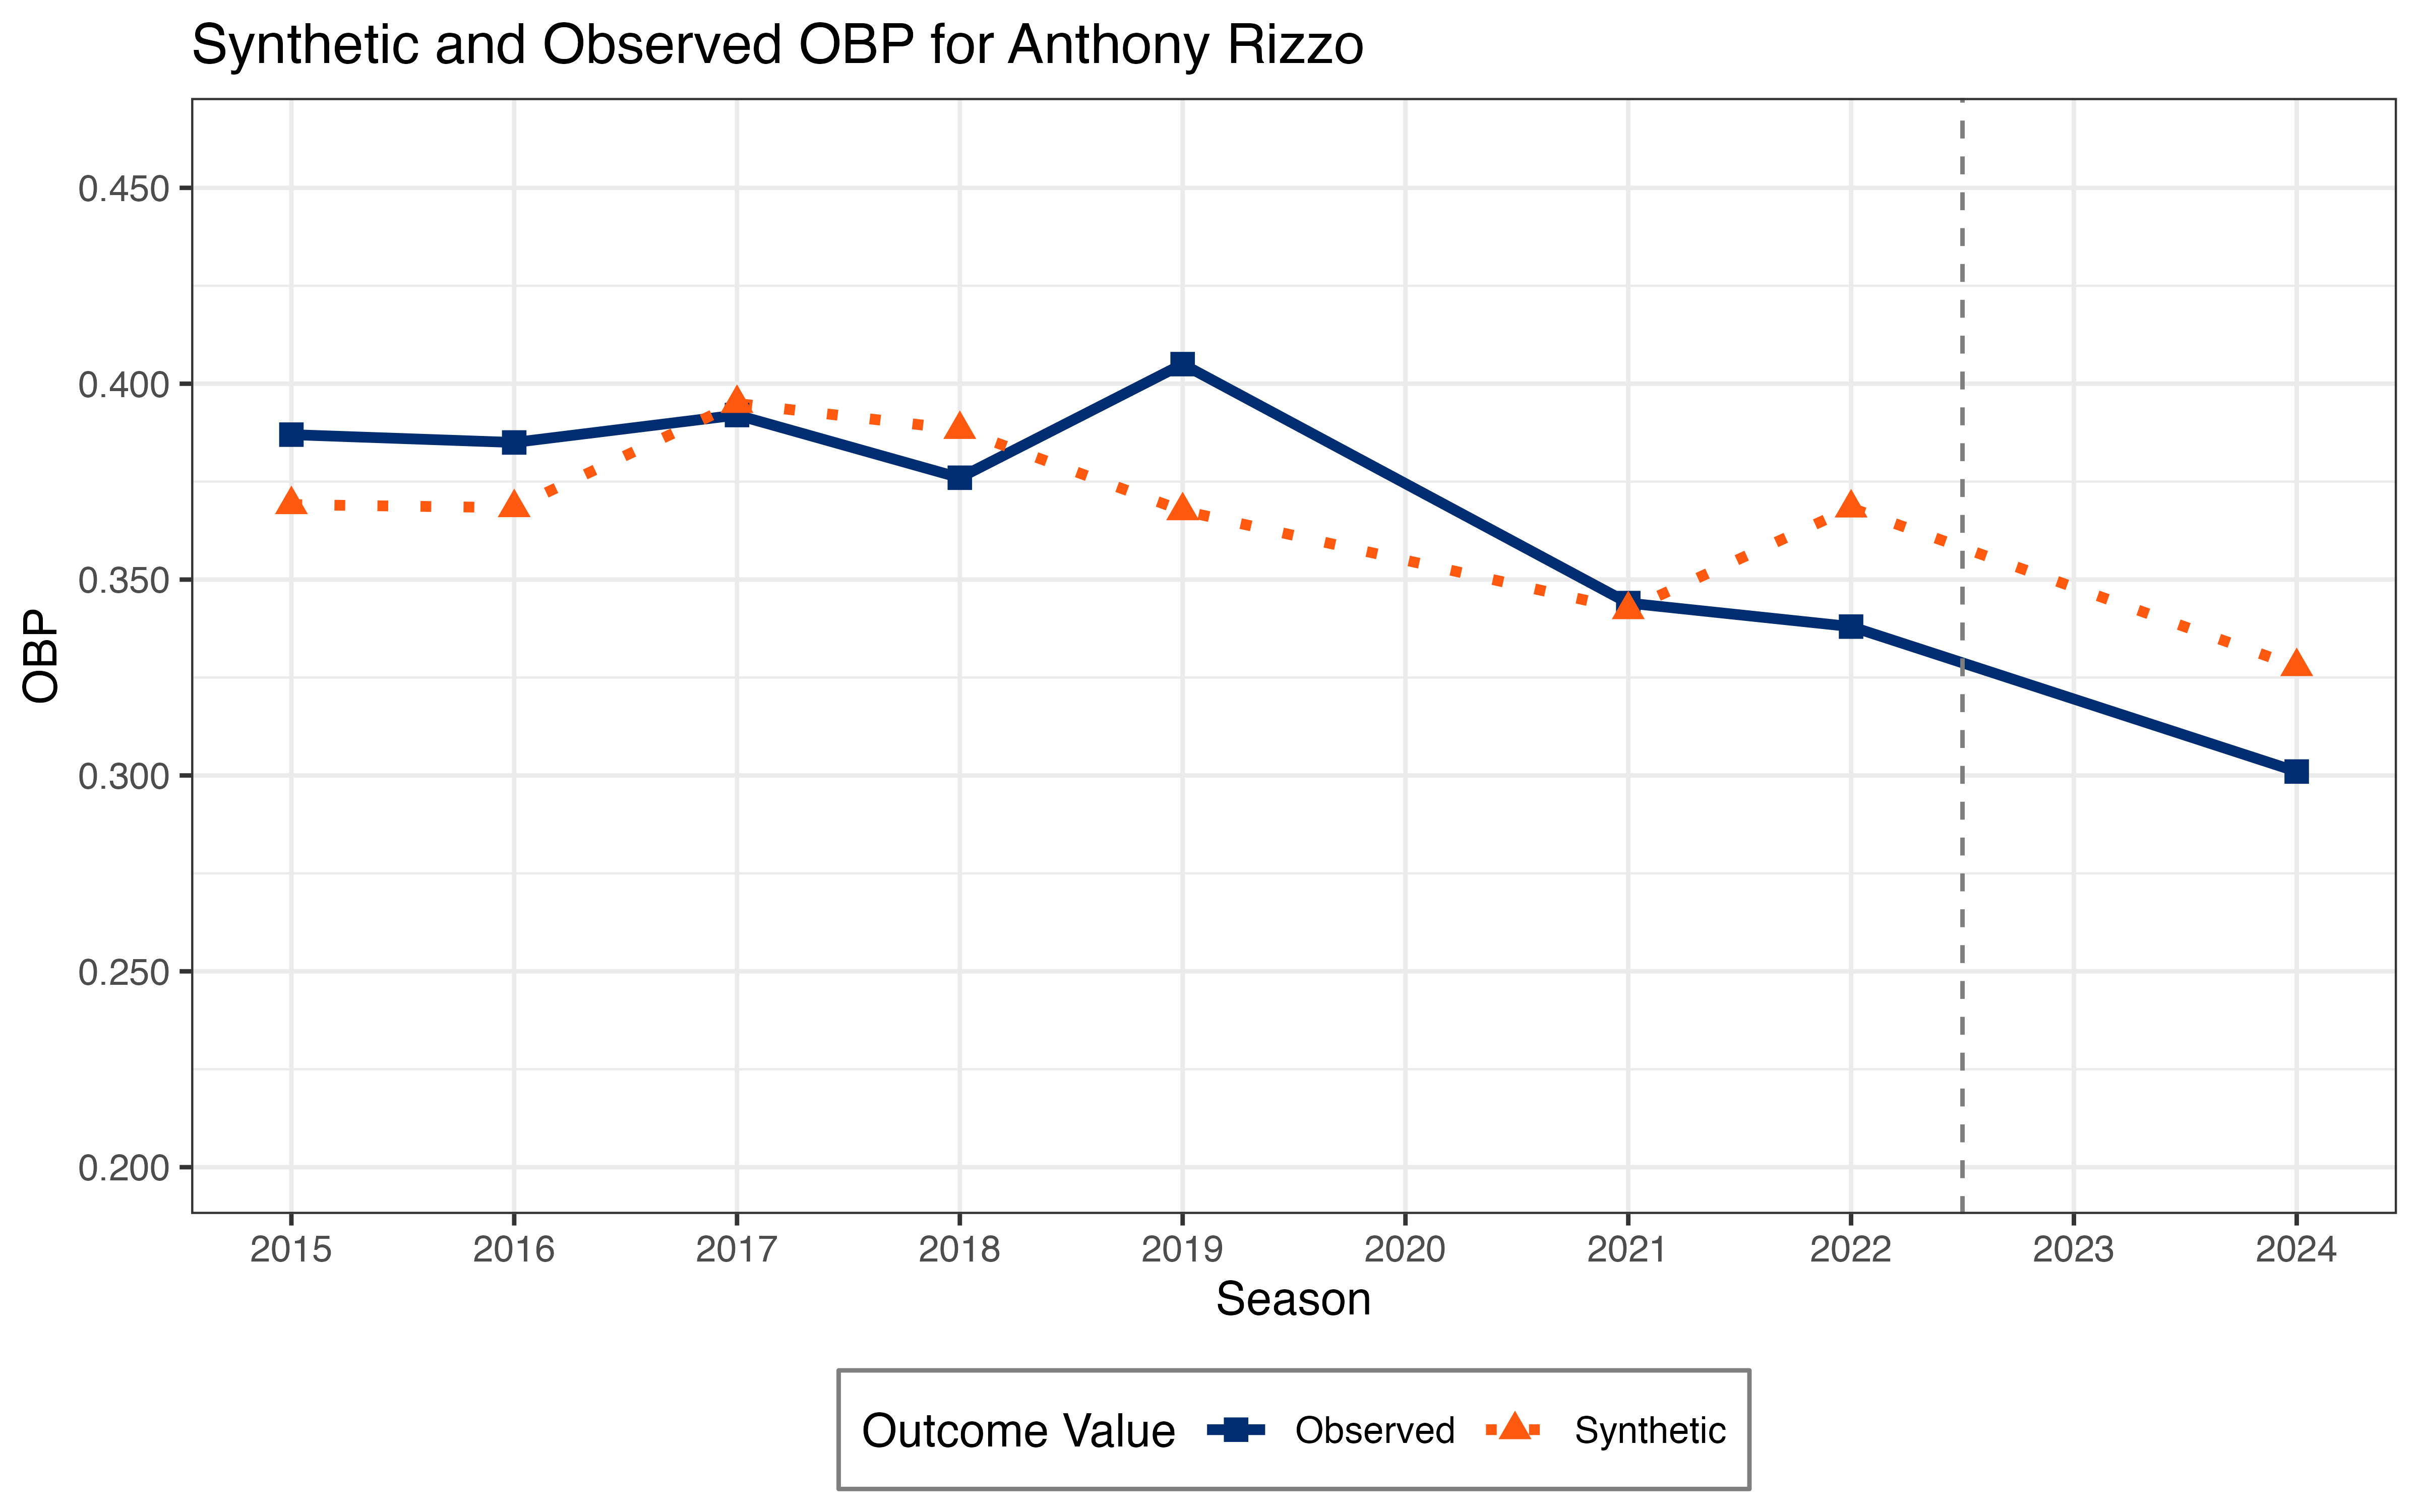 Synthetic and Observed OBP for Anthony Rizzo
OBP
0.450
0.400
0.350
0.300
0.250
0.200
2015 2016 2017 2018 2019 2020 2021 2022 2023 2024
Season
Outcome Value Observed Synthetic